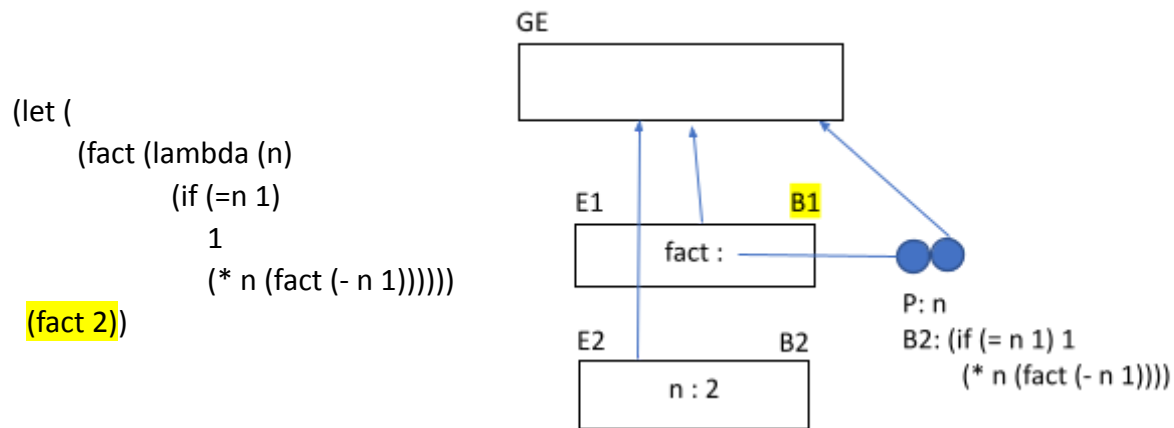 (let (
(fact (lambda (n)
(if (=n 1)
1
(* n (fact (- n 1))))))
(fact 2))
GE
E1
B1
fact :
P: n
B2: (if (= n 1) 1
(* n (fact (- n 1))))
E2
B2
n : 2